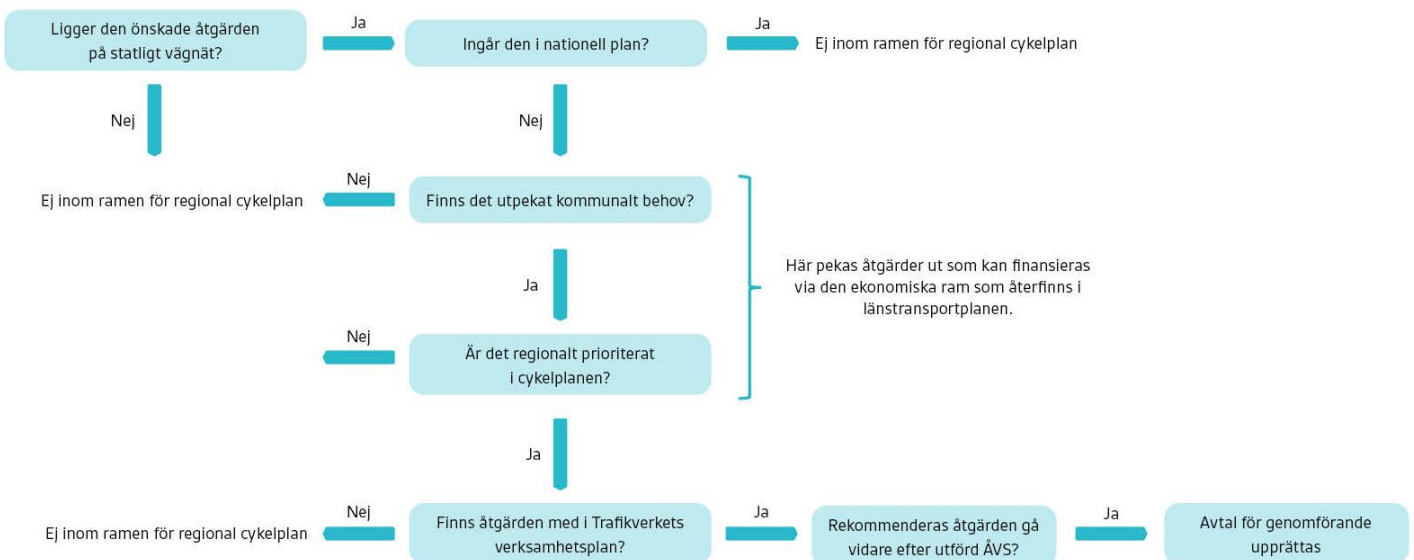 Ligger den önskade åtgärden
på statligt vägnät?
Ja
Ingår den i nationell plan?
Ja
Ej inom ramen för regional cykelplan
Nej
Nej
Ej inom ramen för regional cykelplan
Nej
Finns det utpekat kommunalt behov?
Här pekas åtgärder ut som kan finansieras
via den ekonomiska ram som återfinns i
länstransportplanen.
Ja
Nej
Är det regionalt prioriterat
i cykelplanen?
Ja
Ej inom ramen för regional cykelplan
Nej
Finns åtgärden med i Trafikverkets
verksamhetsplan?
Ja
Rekommenderas åtgärden gå
vidare efter utförd ÅVS?
Ja
Avtal för genomförande
upprättas